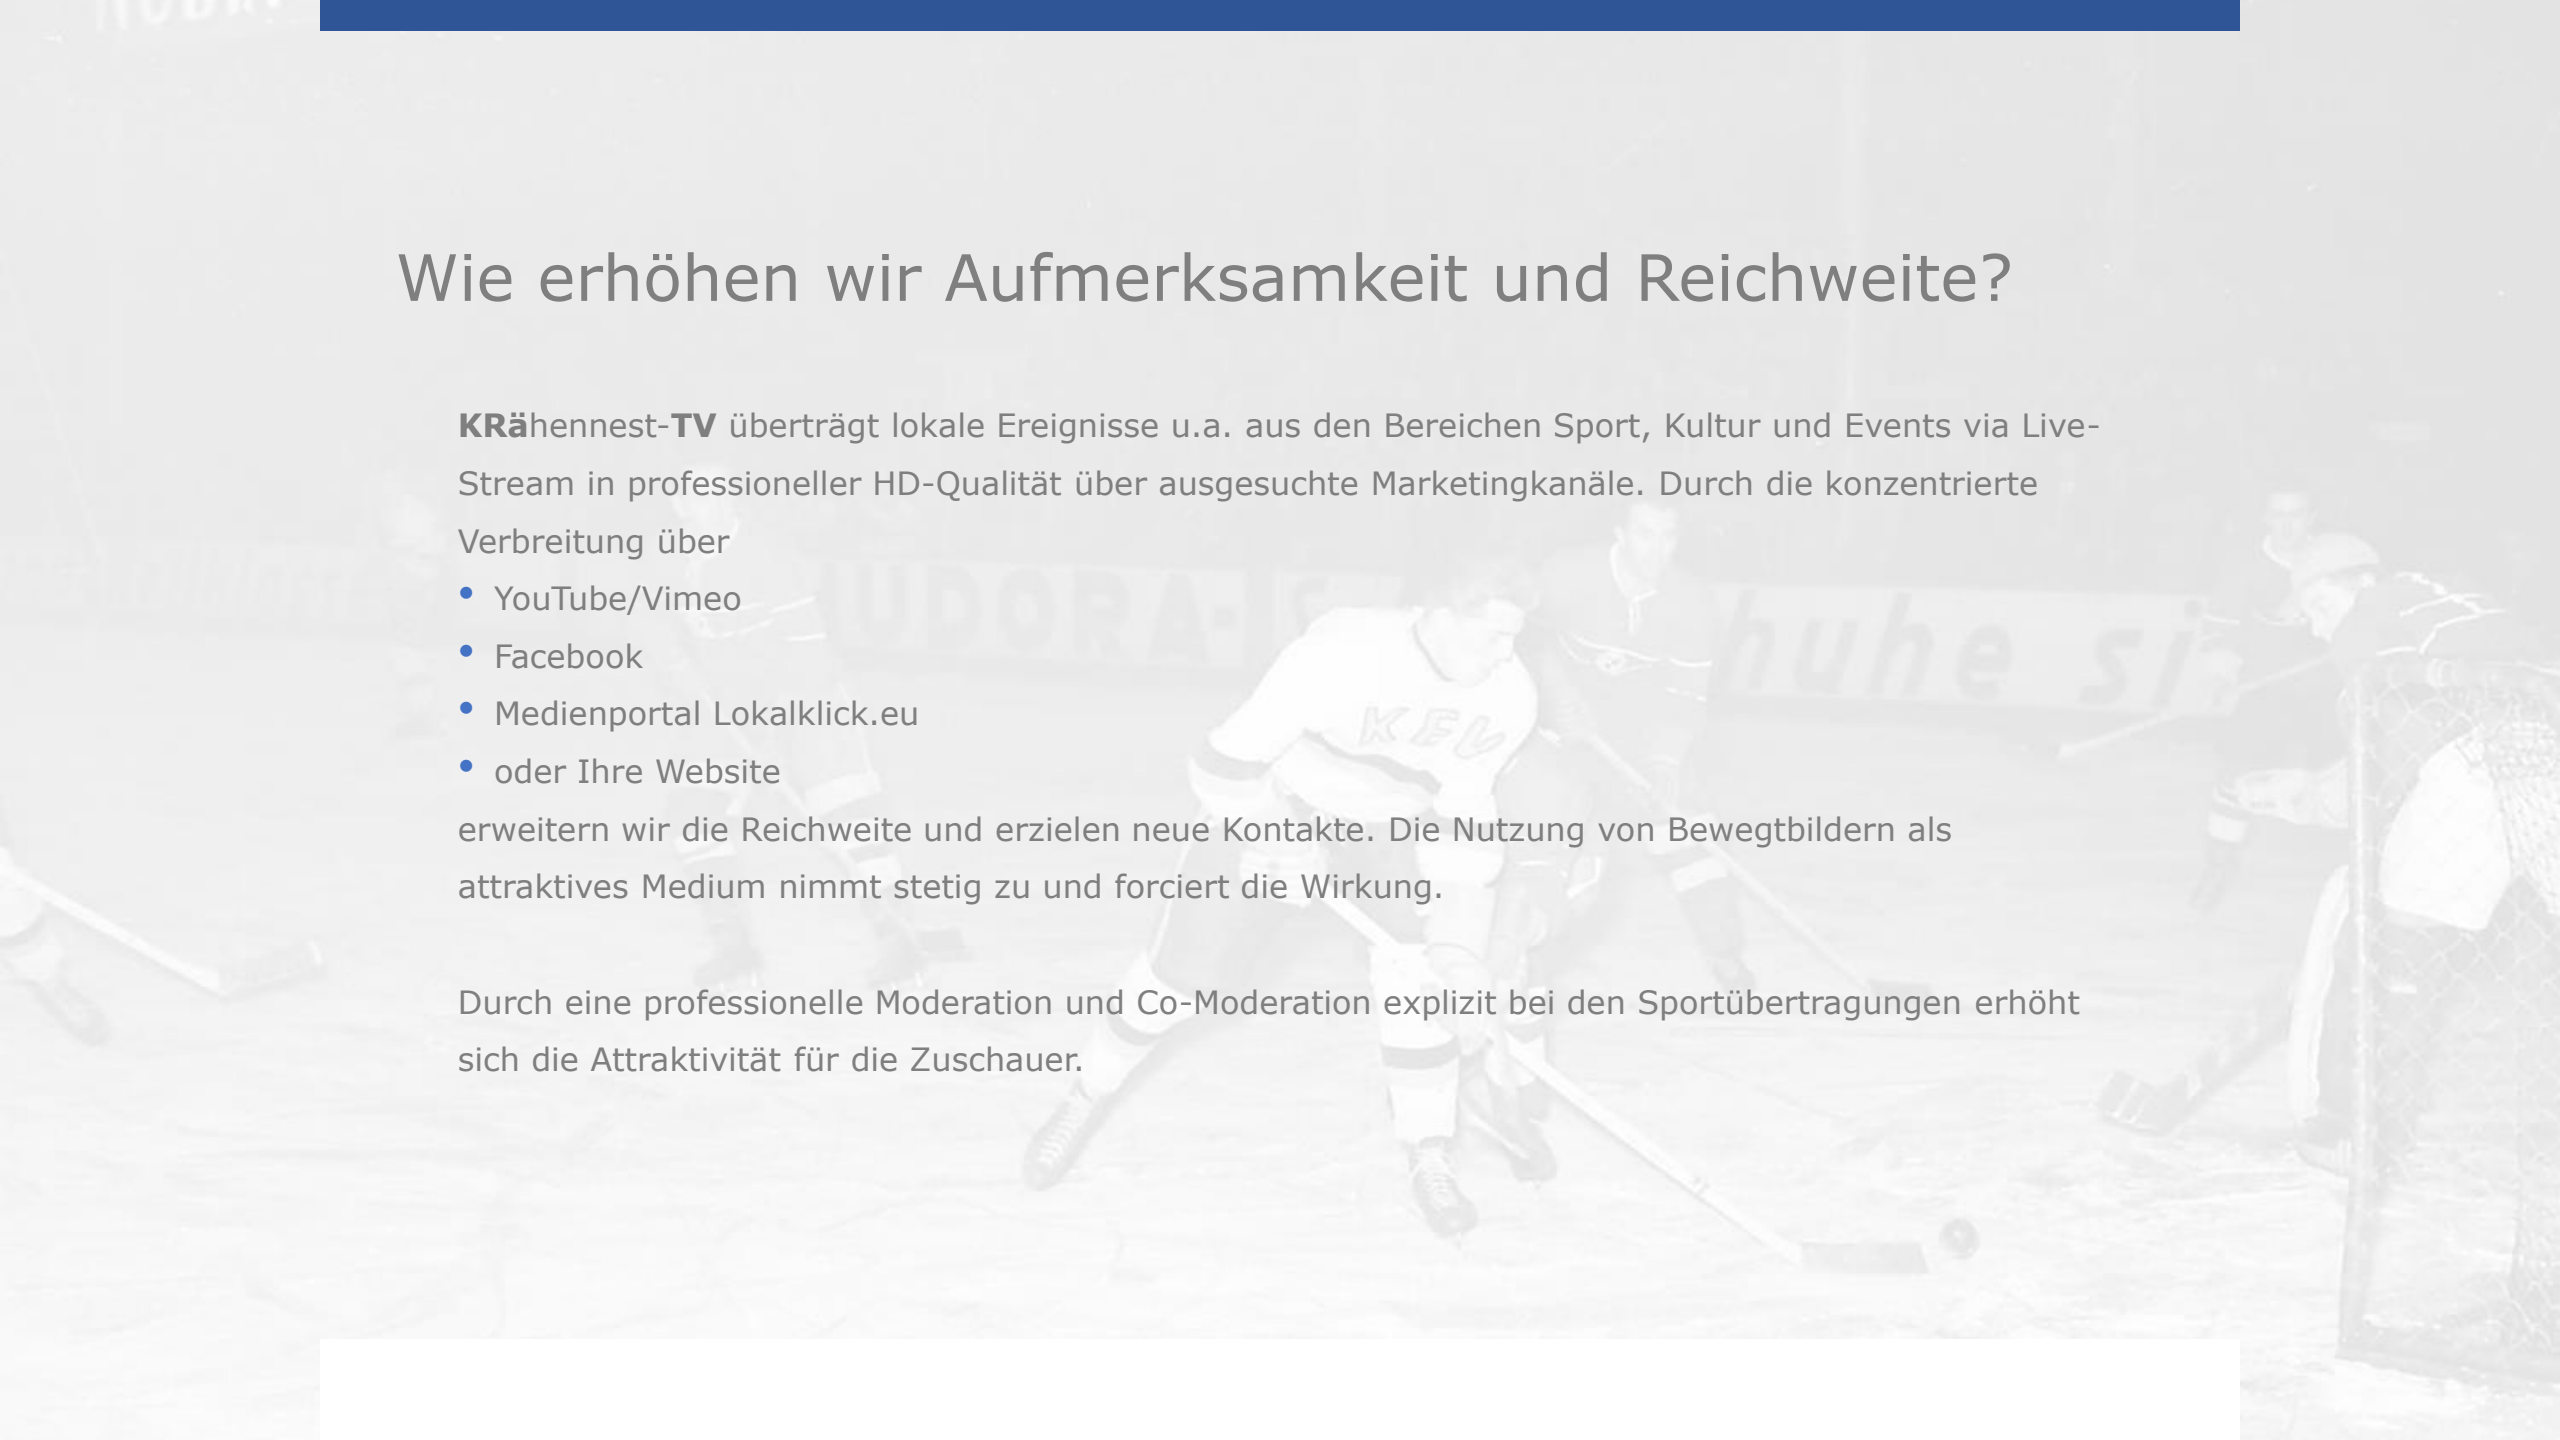 Wie erhöhen wir Aufmerksamkeit und Reichweite?
KRähennest-TV überträgt lokale Ereignisse u.a. aus den Bereichen Sport, Kultur und Events via Live-
Stream in professioneller HD-Qualität über ausgesuchte Marketingkanäle. Durch die konzentrierte
Verbreitung über
• YouTube/Vimeo
• Facebook
• Medienportal Lokalklick.eu
• oder Ihre Website
erweitern wir die Reichweite und erzielen neue Kontakte. Die Nutzung von Bewegtbildern als
attraktives Medium nimmt stetig zu und forciert die Wirkung.
Durch eine professionelle Moderation und Co-Moderation explizit bei den Sportübertragungen erhöht
sich die Attraktivität für die Zuschauer.
KEV